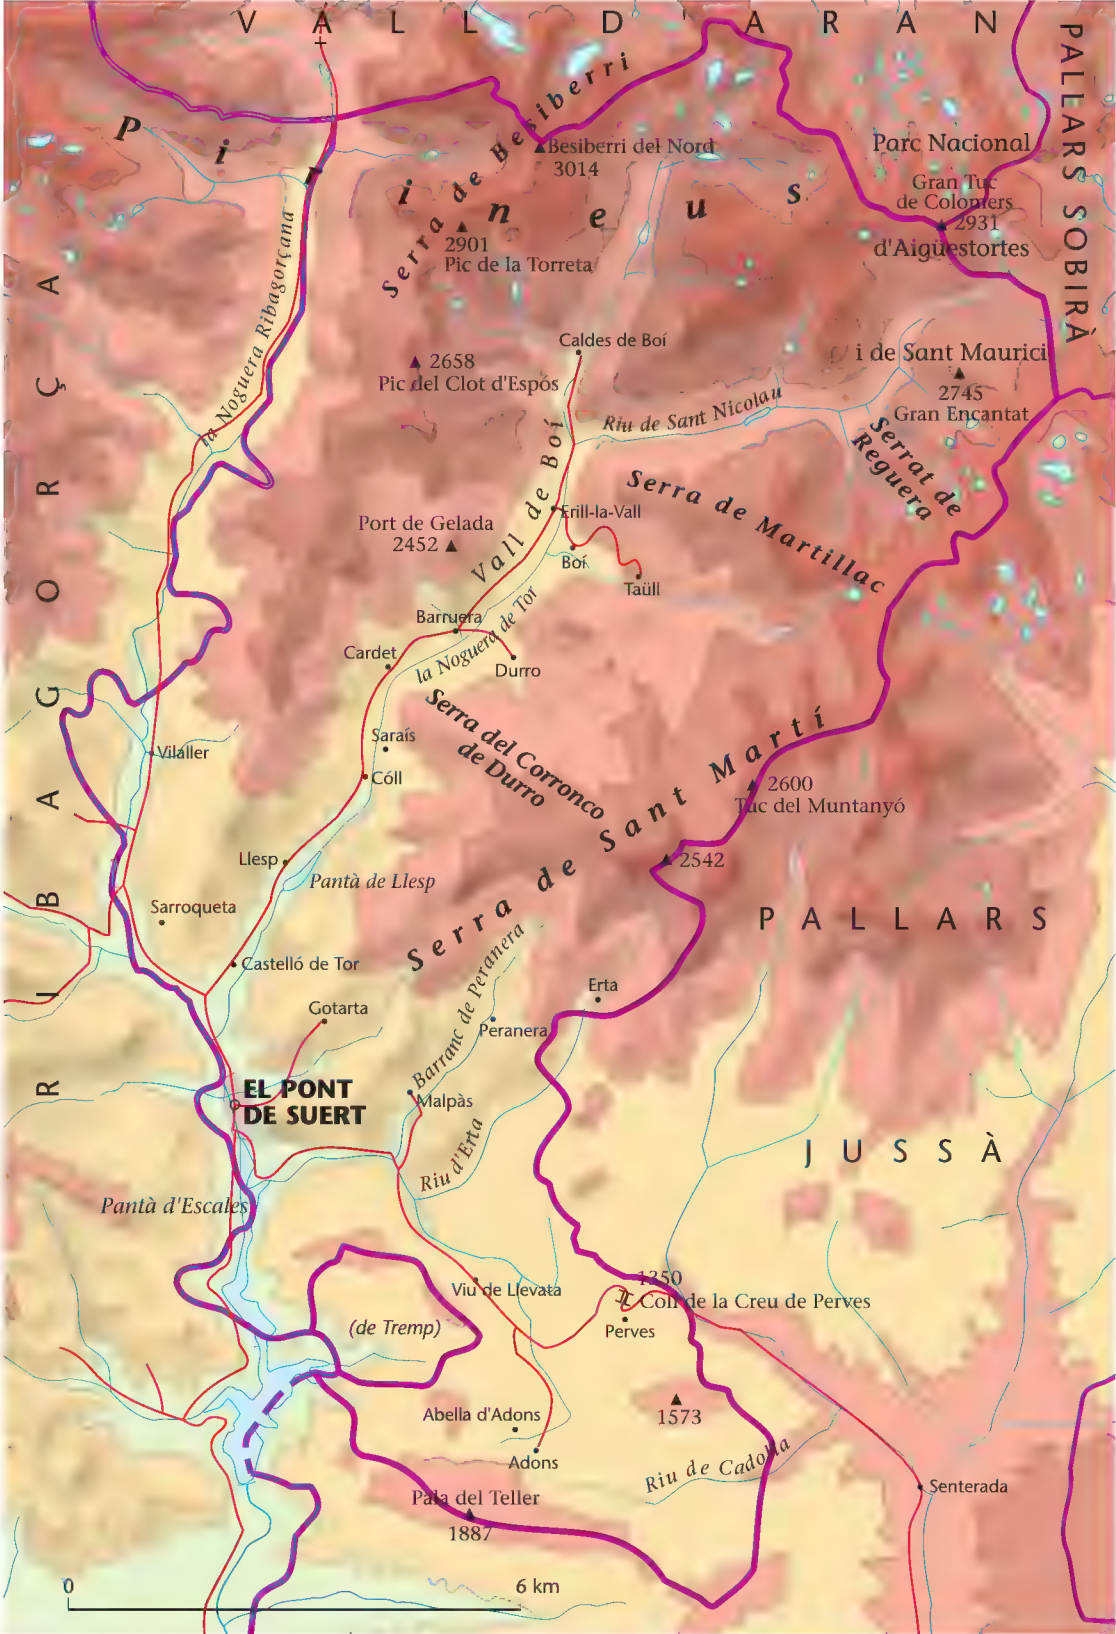 VALL D'ARAN
PALLARS SOBIRÀ
Pirineus
Serra de Besiberri
Besiberri del Nord
3014
Parc Nacional
Gran Tuc
de Colomers
2931
d'Aigüestortes
2901
Pic de la Torreta
la Noguera Ribagorçana
RIBAGORÇA
Caldes de Boí
2658
Pic del Clot d'Espós
i de Sant Maurici
2745
Gran Encantat
Riu de Sant Nicolau
Serrat de
Reguera
Vall de Boí
Serra de Martillac
Port de Gelada
2452
Erill-la-Vall
Boí
Taüll
Barruera
la Noguera de Tor
Cardet
Durro
Serra del Corronco
de Durro
Saraís
Cóll
Vilaller
Serra de Sant Martí
2600
Tuc del Muntanyó
2542
Llesp
Pantà de Llesp
Sarroqueta
PALLARS
Castelló de Tor
Barranc de Peranera
Erta
Gotarta
Peranera
EL PONT
DE SUERT
Malpàs
Riu d'Erta
JUSSÀ
Pantà d'Escales
Viu de Llevata
1350
Coll de la Creu de Perves
Perves
(de Tremp)
1573
Abella d'Adons
Adons
Riu de Cadolla
Senterada
Pala del Teller
1887
0
6 km